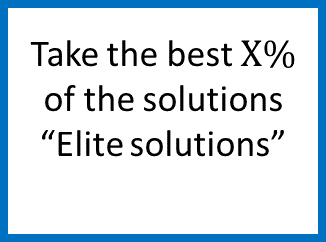 Take the best X%
of the solutions
“Elite solutions”